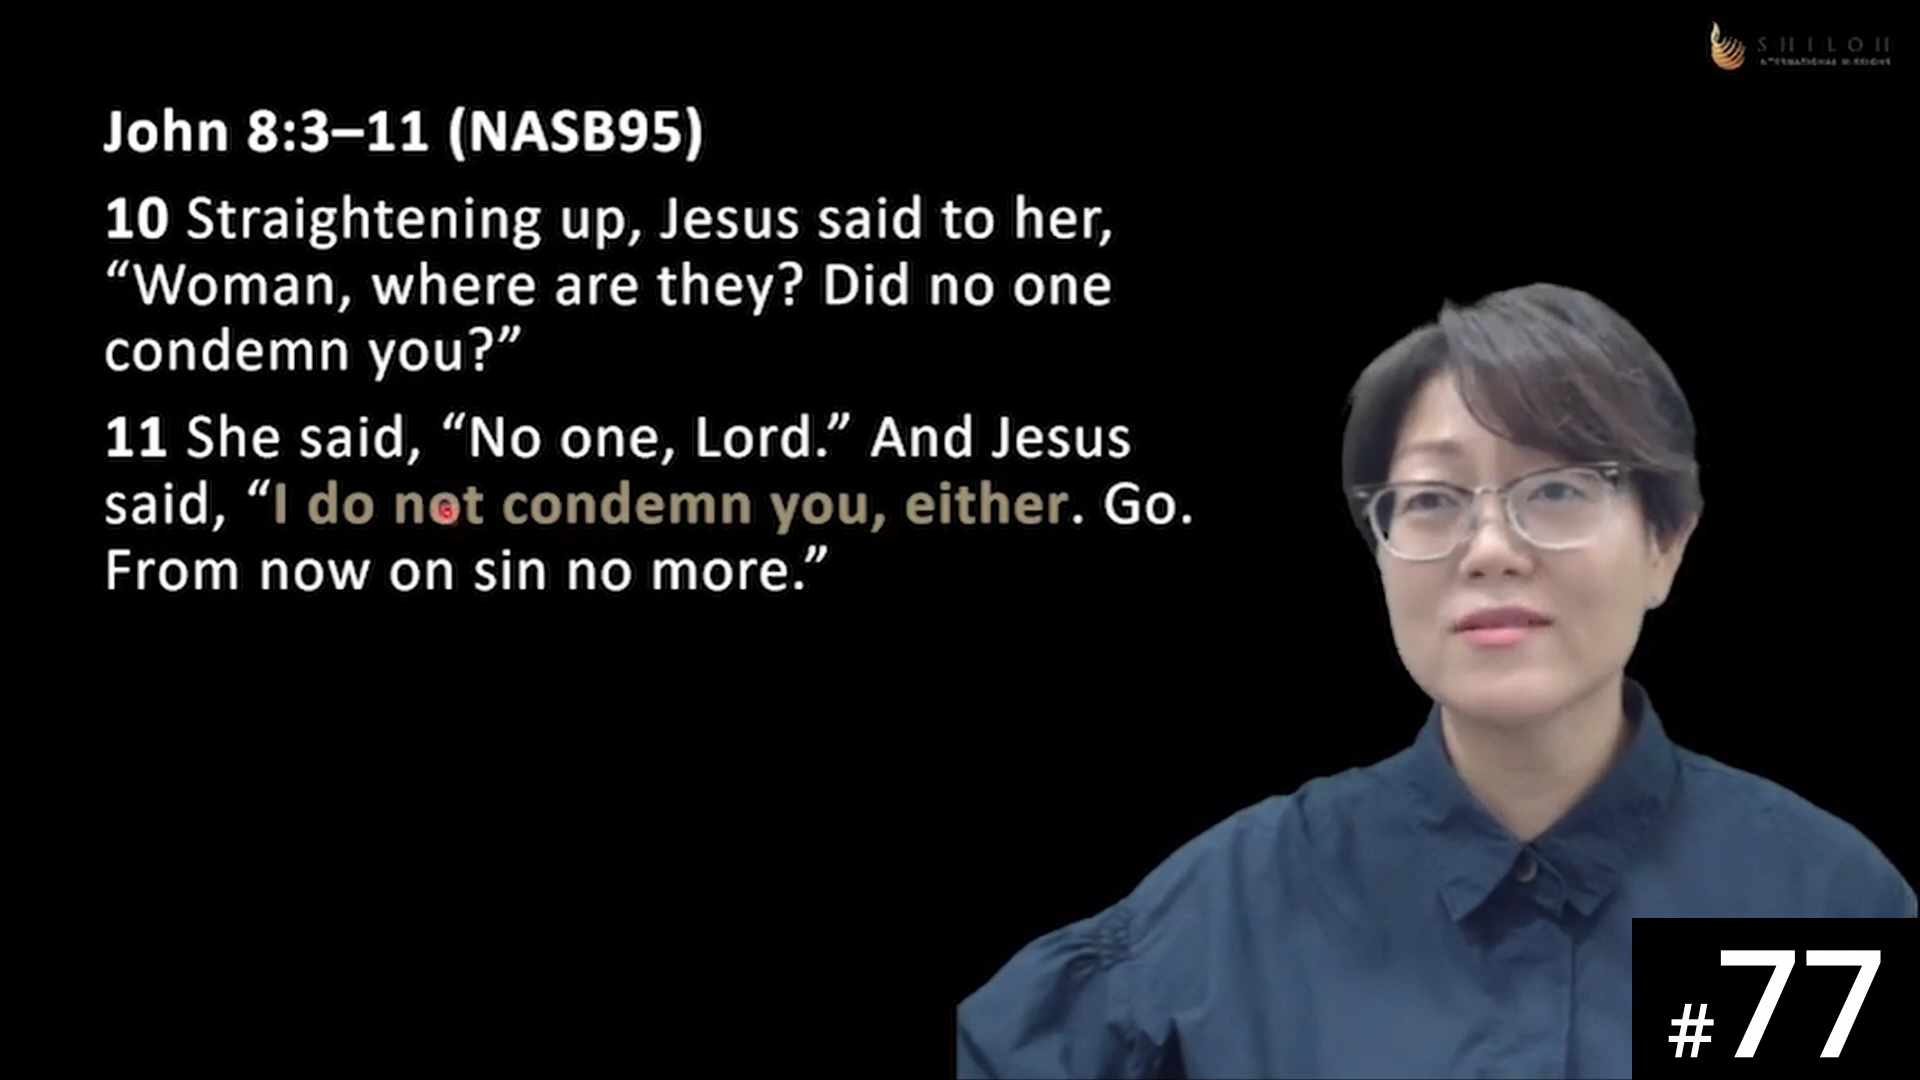 SHILOH
INTERNATIONAL MISSIONS
John 8:3–11 (NASB95)
10 Straightening up, Jesus said to her,
“Woman, where are they? Did no one
condemn you?”
11 She said, “No one, Lord.” And Jesus
said, “I do not condemn you, either. Go.
From now on sin no more.”
#77